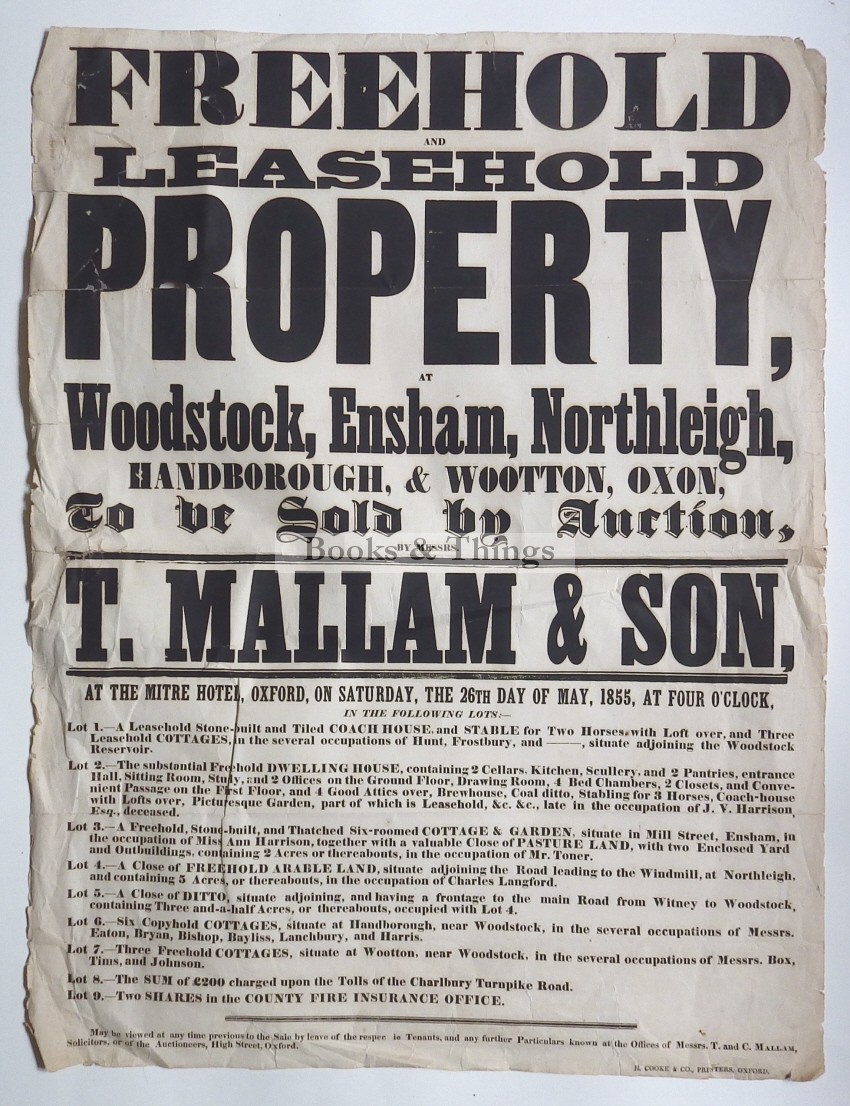 FREEHOLD
AND
LEASEHOLD
PROPERTY,
AT
Woodstock, Ensham, Northleigh,
HANDBOROUGH, & WOOTTON, OXON,
To be Sold by Auction,
BY MESSRS.
Books & Things
T. MALLAM & SON,
AT THE MITRE HOTEL, OXFORD, ON SATURDAY, THE 26TH DAY OF MAY, 1855, AT FOUR O'CLOCK,
IN THE FOLLOWING LOTS:—
Lot 1.—A Leasehold Stone-built and Tiled COACH HOUSE, and STABLE for Two Horses, with Loft over, and Three
Leasehold COTTAGES, in the several occupations of Hunt, Frostbury, and ———, situate adjoining the Woodstock
Reservoir.
Lot 2.—The substantial Freehold DWELLING HOUSE, containing 2 Cellars, Kitchen, Scullery, and 2 Pantries, entrance
Hall, Sitting Room, Study, and 2 Offices on the Ground Floor, Drawing Room, 4 Bed Chambers, 2 Closets, and Conve-
nient Passage on the First Floor, and 4 Good Attics over, Brewhouse, Coal ditto, Stabling for 3 Horses, Coach-house
with Lofts over, Picturesque Garden, part of which is Leasehold, &c. &c., late in the occupation of J. V. Harrison,
Esq., deceased.
Lot 3.—A Freehold, Stone-built, and Thatched Six-roomed COTTAGE & GARDEN, situate in Mill Street, Ensham, in
the occupation of Miss Ann Harrison, together with a valuable Close of PASTURE LAND, with two Enclosed Yard
and Outbuildings, containing 2 Acres or thereabouts, in the occupation of Mr. Toner.
Lot 4.—A Close of FREEHOLD ARABLE LAND, situate adjoining the Road leading to the Windmill, at Northleigh,
and containing 5 Acres, or thereabouts, in the occupation of Charles Langford.
Lot 5.—A Close of DITTO, situate adjoining, and having a frontage to the main Road from Witney to Woodstock,
containing Three and-a-half Acres, or thereabouts, occupied with Lot 4.
Lot 6.—Six Copyhold COTTAGES, situate at Handborough, near Woodstock, in the several occupations of Messrs.
Eaton, Bryan, Bishop, Bayliss, Lanchbury, and Harris.
Lot 7.—Three Freehold COTTAGES, situate at Wootton, near Woodstock, in the several occupations of Messrs. Box,
Tims, and Johnson.
Lot 8.—The SUM of £200 charged upon the Tolls of the Charlbury Turnpike Road.
Lot 9.—Two SHARES in the COUNTY FIRE INSURANCE OFFICE.
May be viewed at any time previous to the Sale by leave of the respec ie Tenants, and any further Particulars known at the Offices of Messrs. T. and C. MALLAM,
Solicitors, or of the Auctioneers, High Street, Oxford.
H. COOKE & CO., PRINTERS, OXFORD.